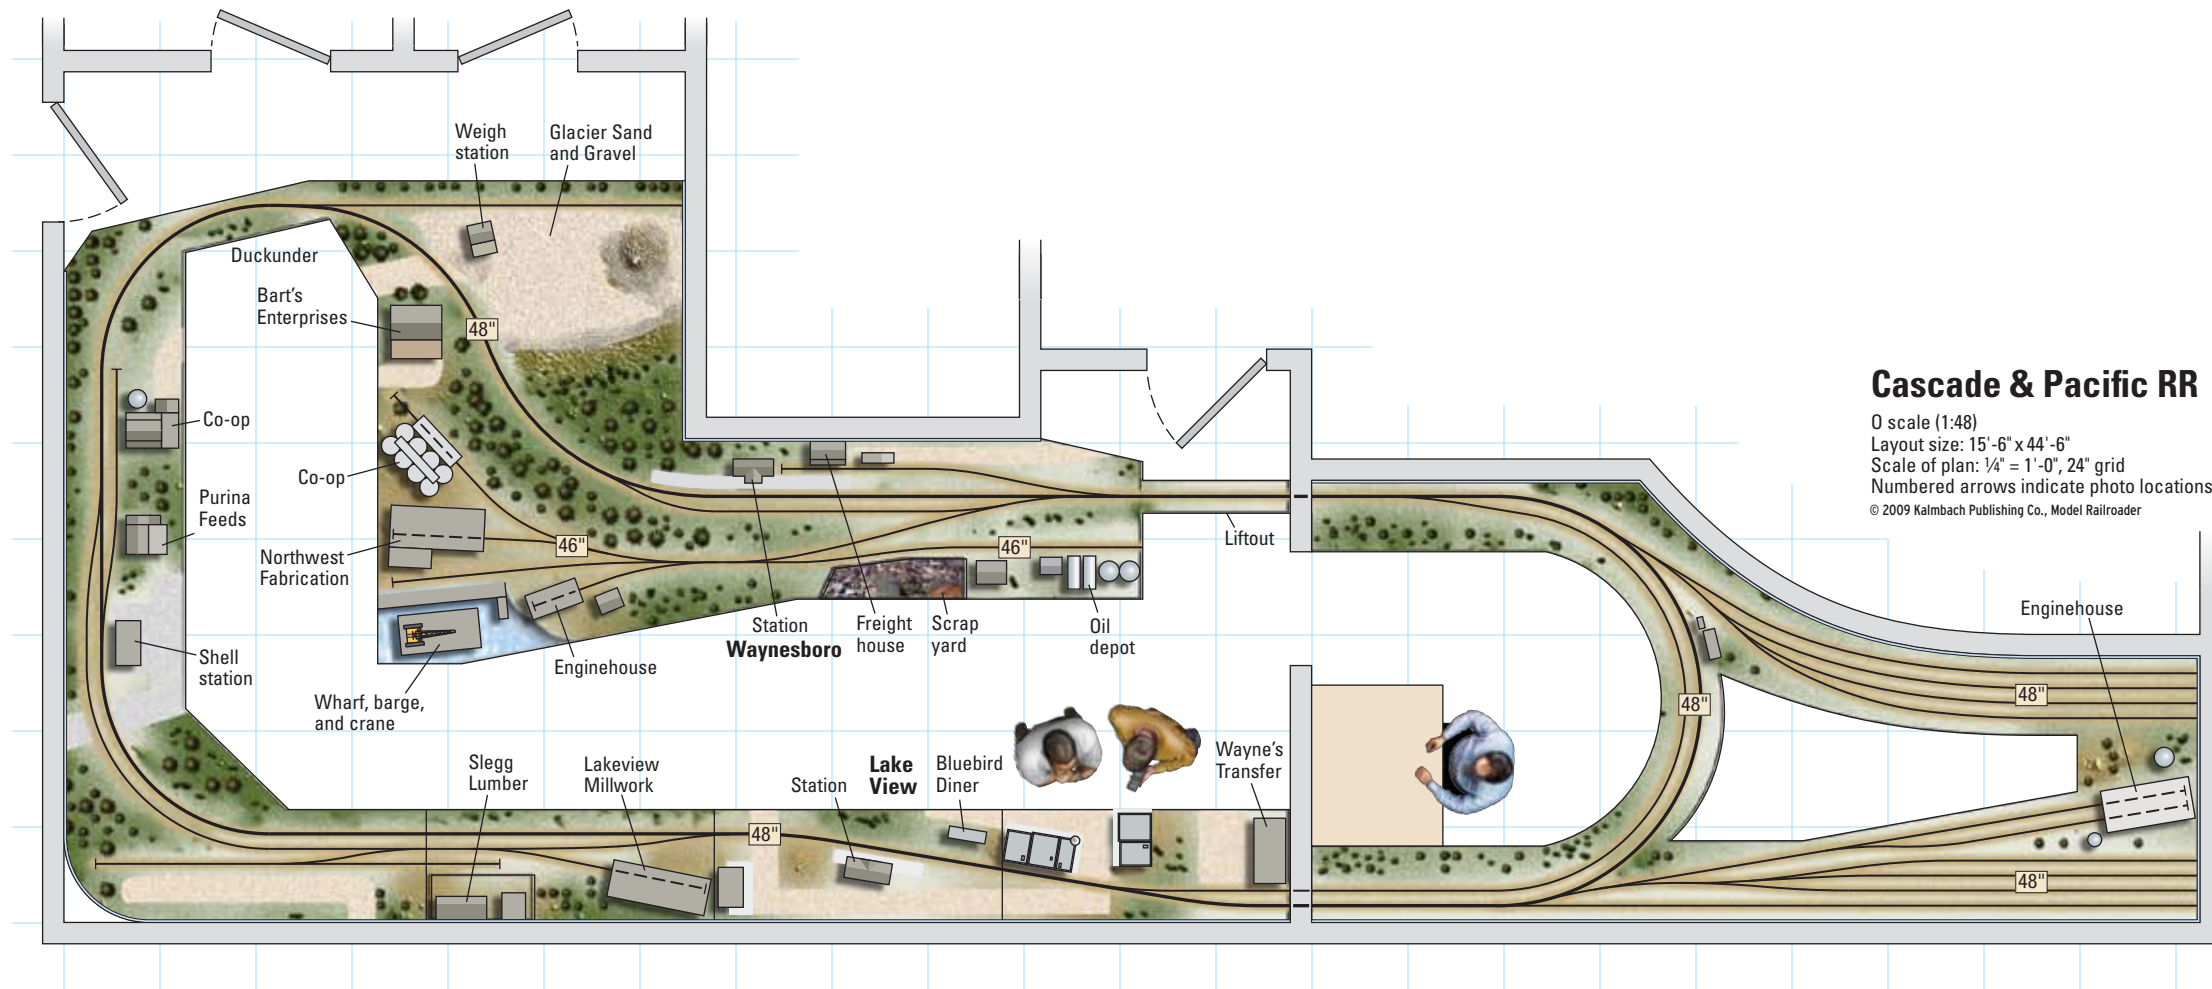 Weigh
station
Glacier Sand
and Gravel
Duckunder
Bart's
Enterprises
48"
Co-op
Co-op
Purina
Feeds
Northwest
Fabrication
46"
46"
Liftout
Shell
station
Wharf, barge,
and crane
Enginehouse
Station
Waynesboro
Freight
house
Scrap
yard
Oil
depot
Slegg
Lumber
Lakeview
Millwork
Station
Lake
View
Bluebird
Diner
Wayne's
Transfer
48"
48"
48"
48"
Enginehouse
Cascade & Pacific RR
O scale (1:48)
Layout size: 15'-6" x 44'-6"
Scale of plan: ¼" = 1'-0", 24" grid
Numbered arrows indicate photo locations
© 2009 Kalmbach Publishing Co., Model Railroader